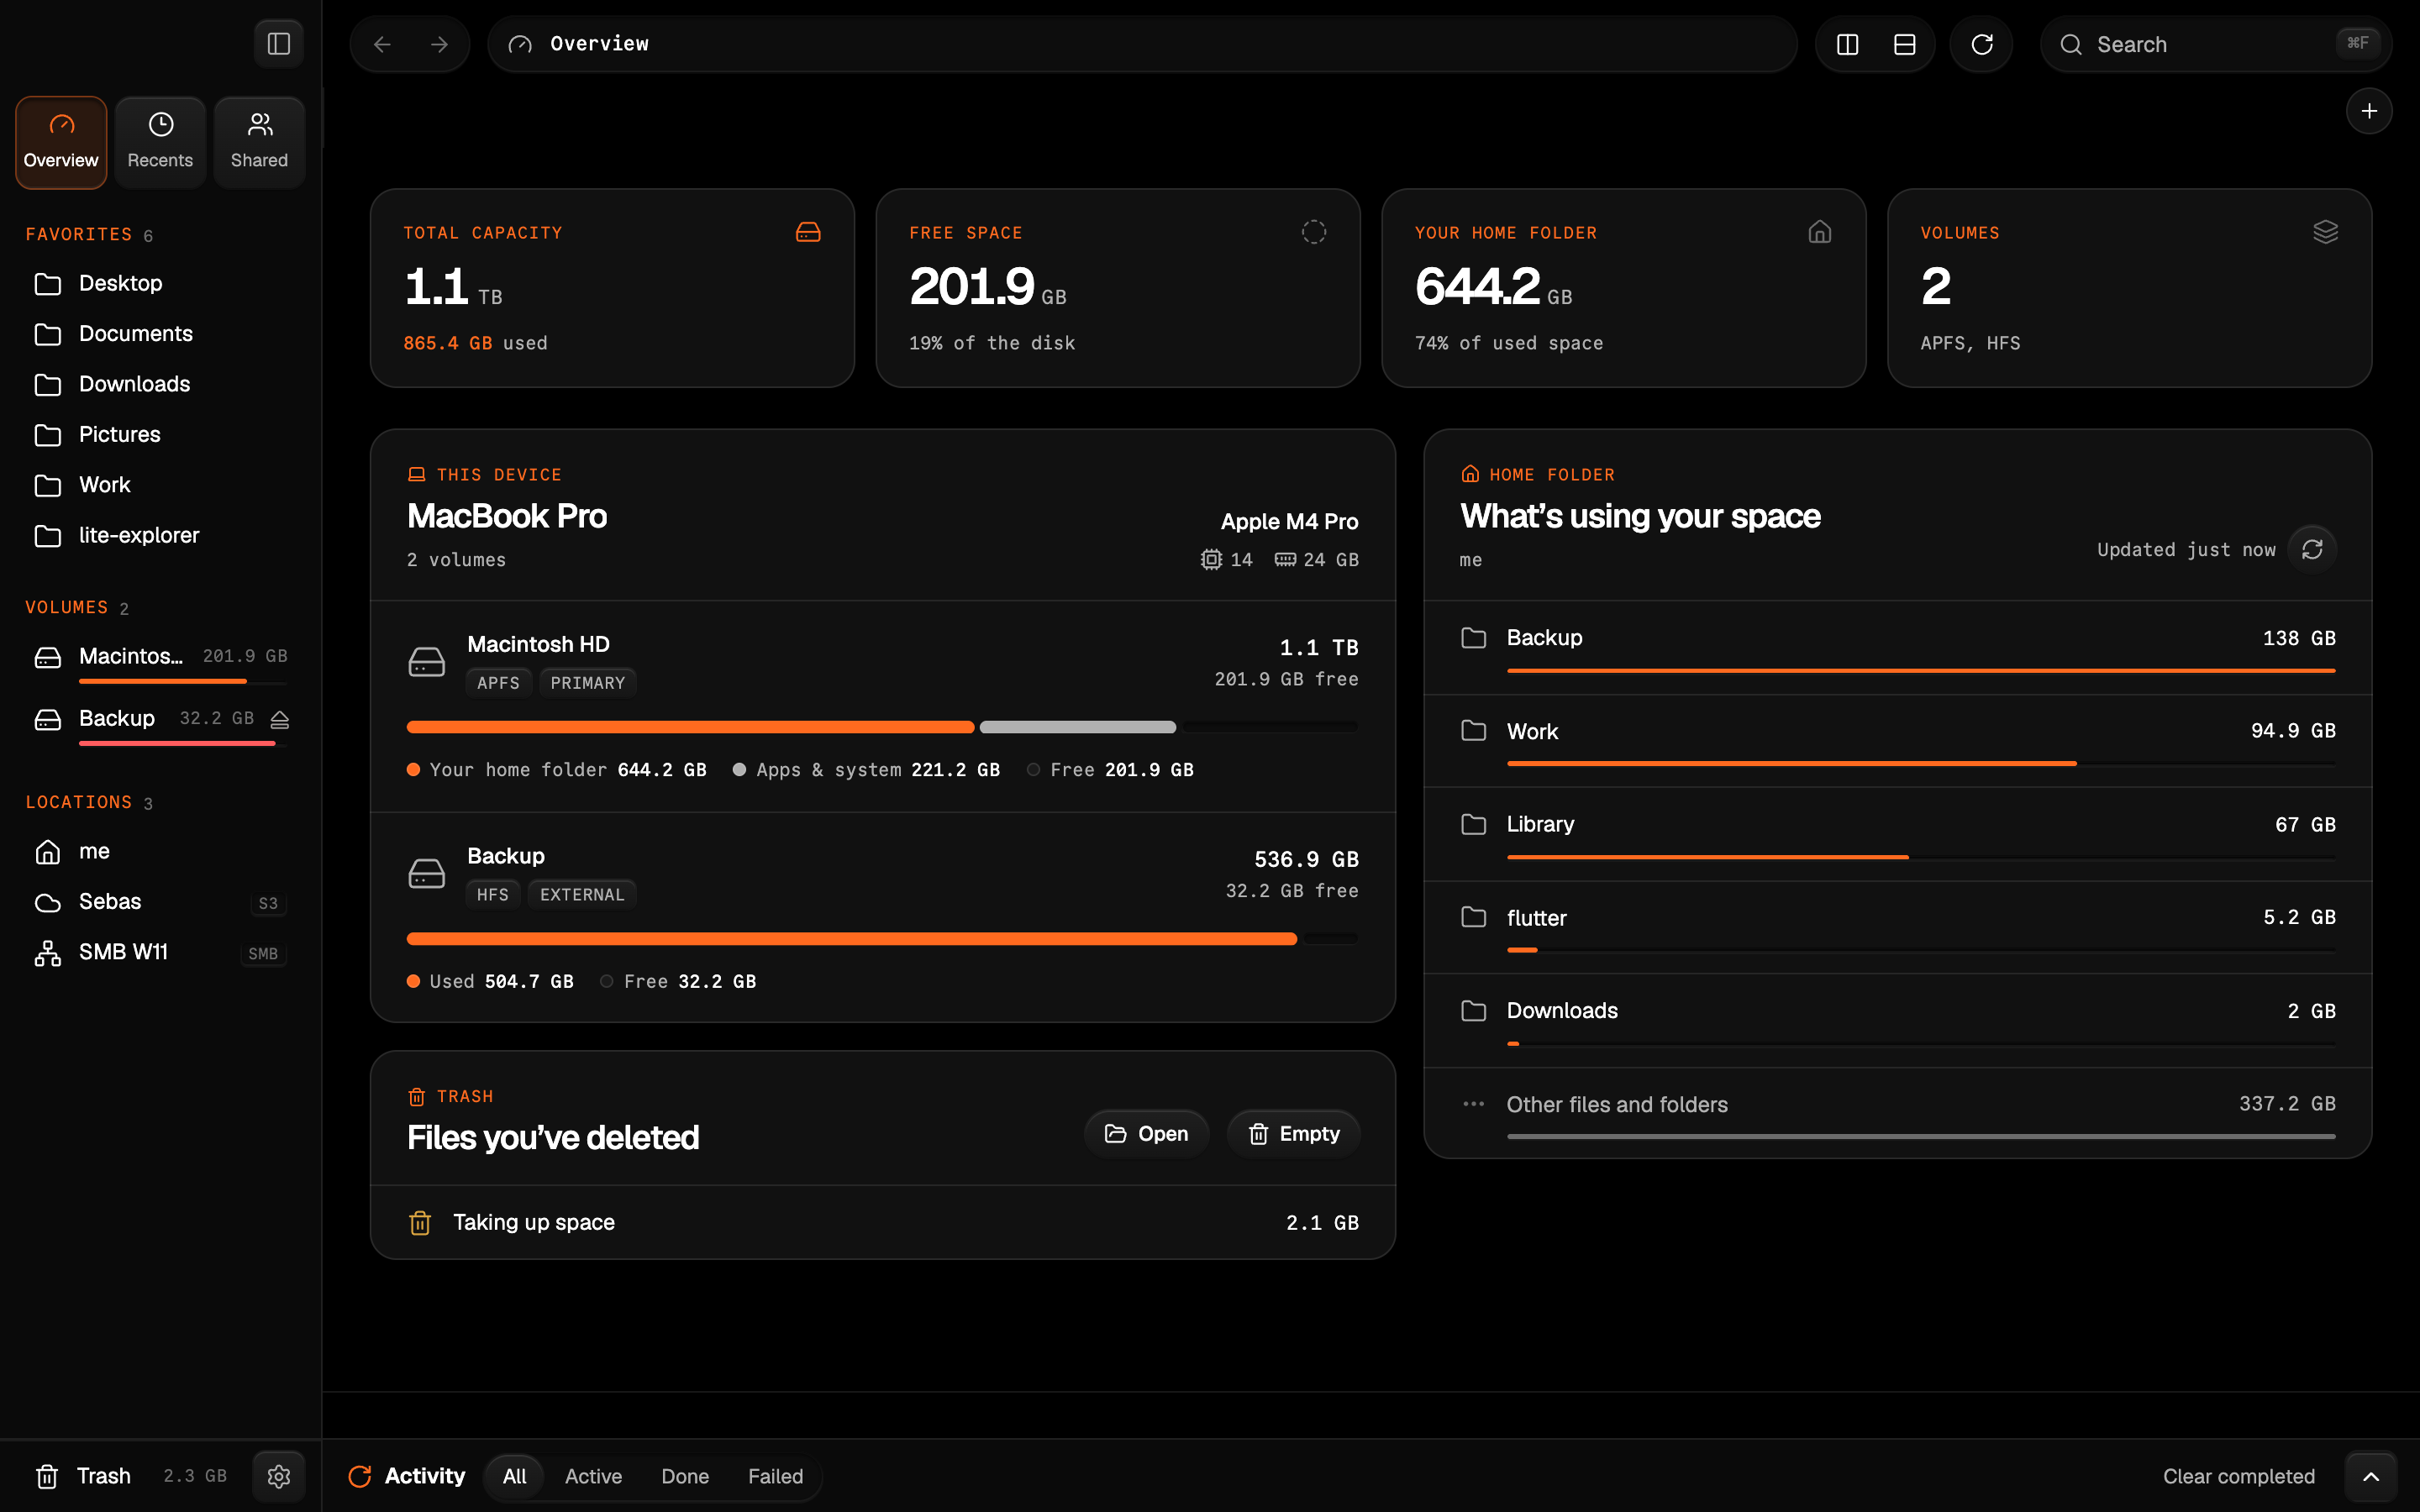 Overview
Search
⌘F
Overview
Recents
Shared
FAVORITES 6
Desktop
Documents
Downloads
Pictures
Work
lite-explorer
VOLUMES 2
Macintos... 201.9 GB
Backup 32.2 GB
LOCATIONS 3
me
Sebas S3
SMB W11 SMB
Trash 2.3 GB
TOTAL CAPACITY
1.1 TB
865.4 GB used
FREE SPACE
201.9 GB
19% of the disk
YOUR HOME FOLDER
644.2 GB
74% of used space
VOLUMES
2
APFS, HFS
THIS DEVICE
MacBook Pro
2 volumes
Apple M4 Pro
14 24 GB
Macintosh HD
APFS PRIMARY
1.1 TB
201.9 GB free
Your home folder 644.2 GB Apps & system 221.2 GB Free 201.9 GB
Backup
HFS EXTERNAL
536.9 GB
32.2 GB free
Used 504.7 GB Free 32.2 GB
TRASH
Files you’ve deleted
Open
Empty
Taking up space 2.1 GB
HOME FOLDER
What’s using your space
me
Updated just now
Backup 138 GB
Work 94.9 GB
Library 67 GB
flutter 5.2 GB
Downloads 2 GB
Other files and folders 337.2 GB
Activity All Active Done Failed
Clear completed